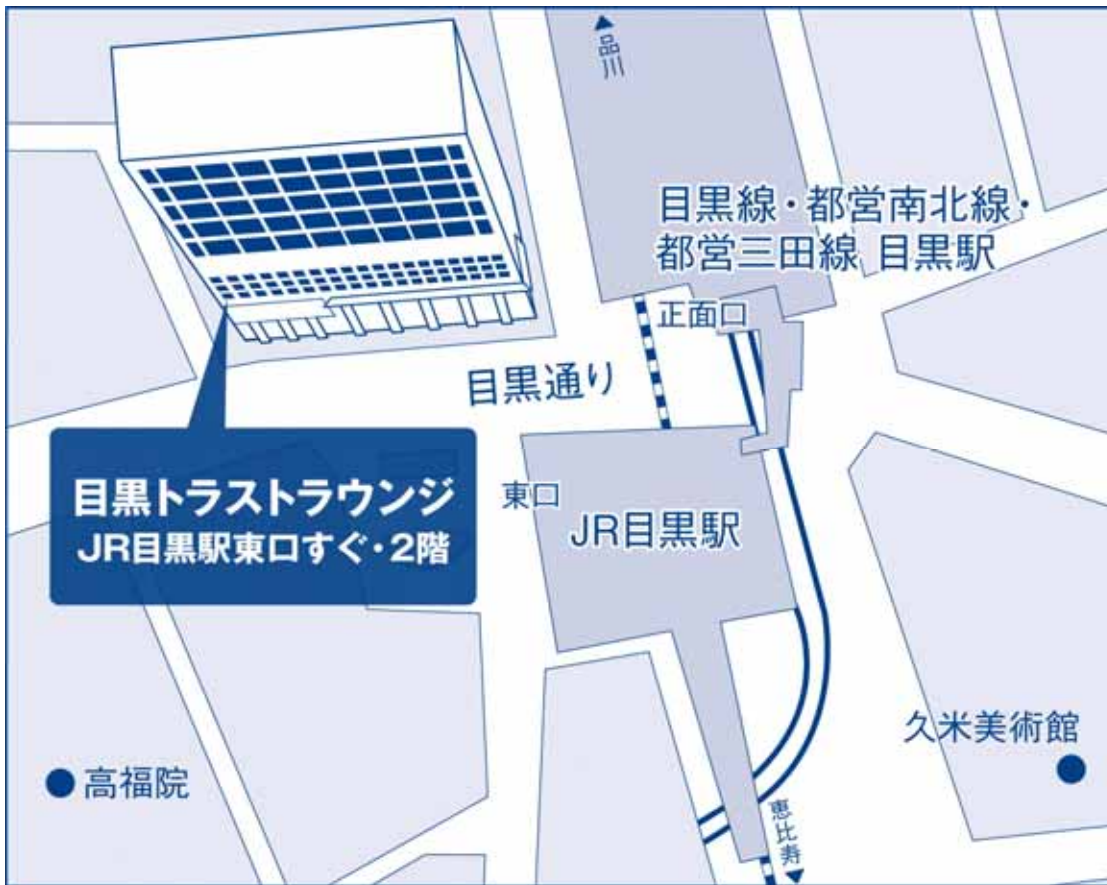 ▲品川
目黒線・都営南北線・
都営三田線 目黒駅
正面口
目黒通り
目黒トラストラウンジ
JR目黒駅東口すぐ・2階
東口
JR目黒駅
久米美術館
高福院
恵比寿▼